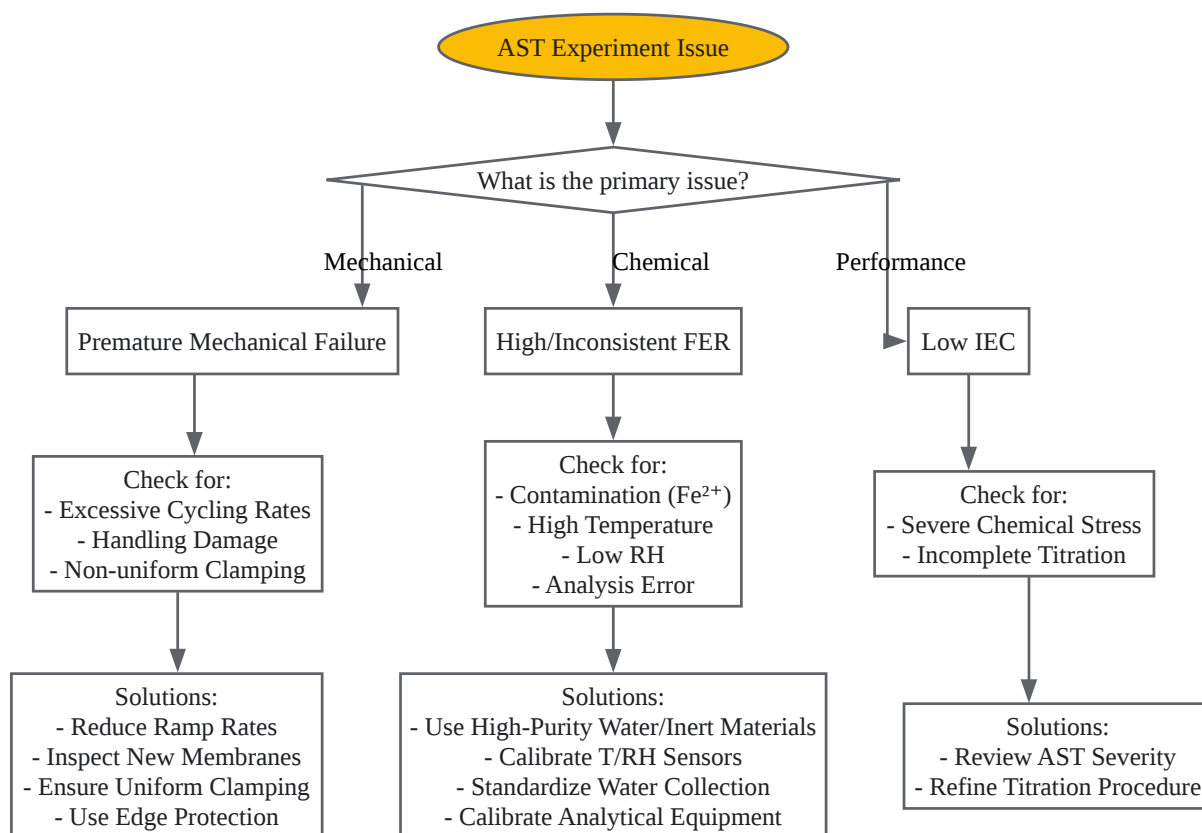 AST Experiment Issue
What is the primary issue?
Mechanical
Chemical
Performance
Premature Mechanical Failure
High/Inconsistent FER
Low IEC
Check for:
- Excessive Cycling Rates
- Handling Damage
- Non-uniform Clamping
Check for:
- Contamination (Fe²⁺)
- High Temperature
- Low RH
- Analysis Error
Check for:
- Severe Chemical Stress
- Incomplete Titration
Solutions:
- Reduce Ramp Rates
- Inspect New Membranes
- Ensure Uniform Clamping
- Use Edge Protection
Solutions:
- Use High-Purity Water/Inert Materials
- Calibrate T/RH Sensors
- Standardize Water Collection
- Calibrate Analytical Equipment
Solutions:
- Review AST Severity
- Refine Titration Procedure